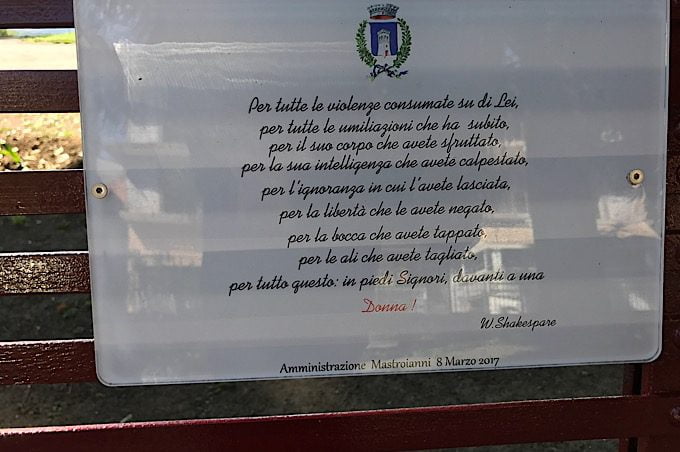 Per tutte le violenze consumate su di Lei,
per tutte le umiliazioni che ha subito,
per il suo corpo che avete sfruttato,
per la sua intelligenza che avete calpestato,
per l'ignoranza in cui l'avete lasciata,
per la libertà che le avete negato,
per la bocca che avete tappato,
per le ali che avete tagliato,
per tutto questo: in piedi Signori, davanti a una
Donna !
W.Shakespare
Amministrazione Mastroianni 8 Marzo 2017